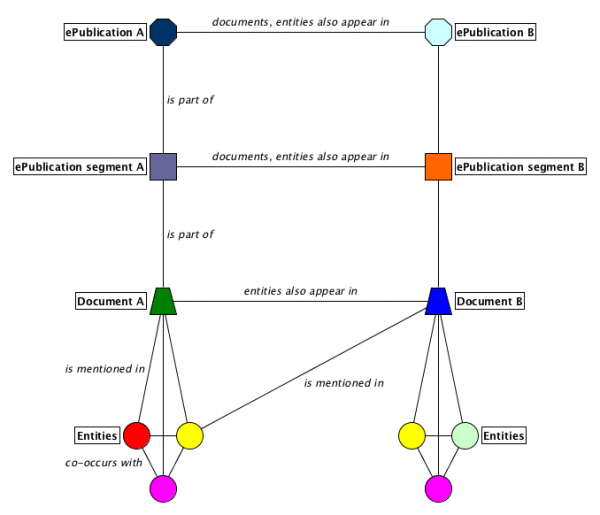 documents, entities also appear in
ePublication A
ePublication B
is part of
documents, entities also appear in
ePublication segment A
ePublication segment B
is part of
entities also appear in
Document A
Document B
is mentioned in
is mentioned in
Entities
Entities
co-occurs with